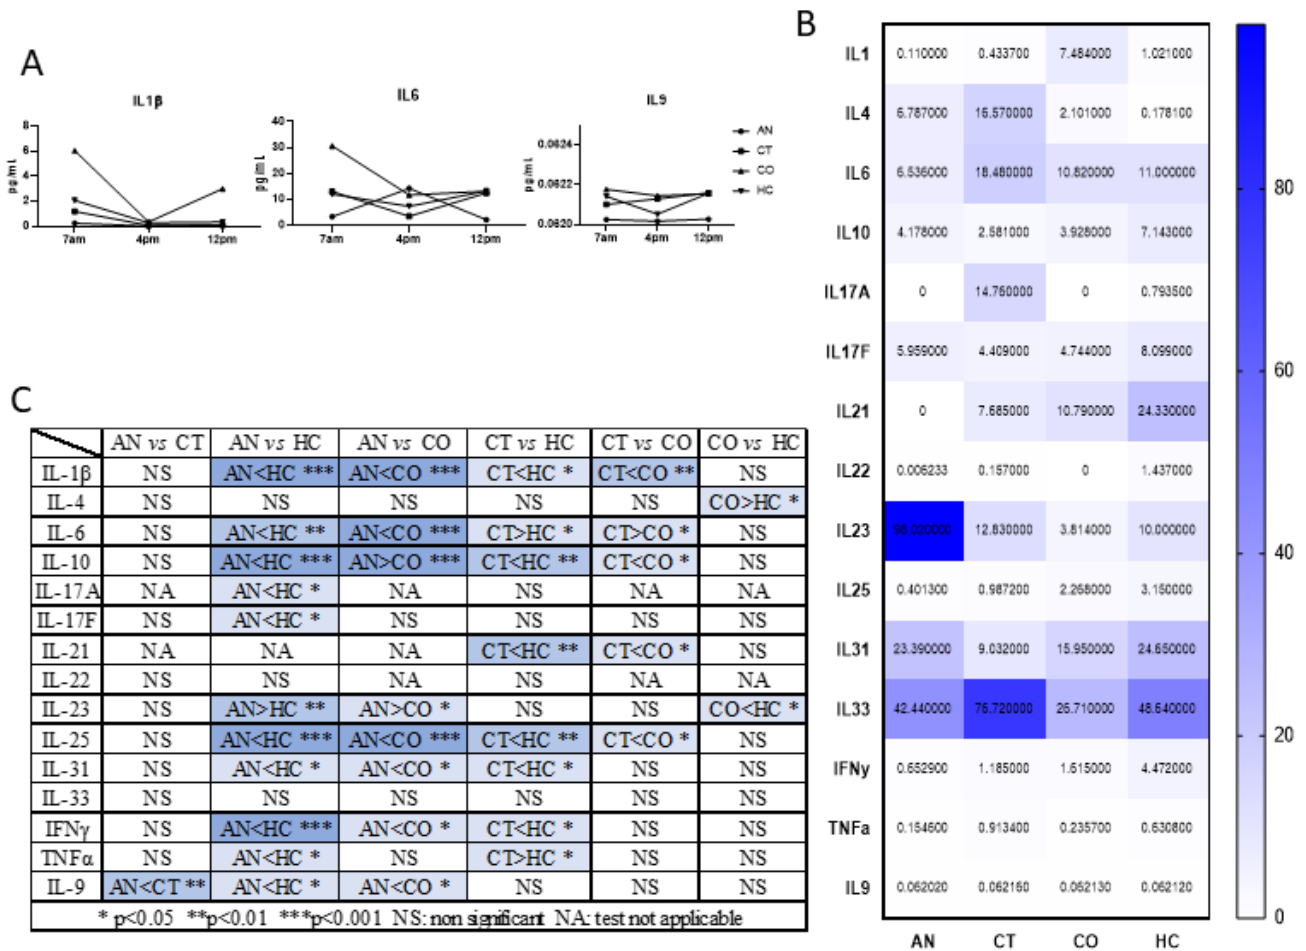 A
IL1β
8
6
4
2
0
pg/mL
7am 4pm 12pm
IL6
40
30
20
10
0
pg/mL
7am 4pm 12pm
IL9
0.0624
0.0622
0.0620
pg/mL
7am 4pm 12pm
AN
CT
CO
HC
B
IL1 0.110000 0.433700 7.484000 1.021000
IL4 6.787000 16.570000 2.101000 0.178100
IL6 6.536000 18.480000 10.820000 11.000000
IL10 4.178000 2.581000 3.928000 7.143000
IL17A 0 14.760000 0 0.793500
IL17F 5.959000 4.409000 4.744000 8.099000
IL21 0 7.685000 10.790000 24.330000
IL22 0.006233 0.157000 0 1.437000
IL23 98.020000 12.830000 3.814000 10.000000
IL25 0.401300 0.987200 2.268000 3.150000
IL31 23.390000 9.032000 15.950000 24.650000
IL33 42.440000 75.720000 25.710000 48.540000
IFNy 0.652900 1.185000 1.615000 4.472000
TNFa 0.154600 0.913400 0.235700 0.630800
IL9 0.062020 0.062160 0.062130 0.062120
AN CT CO HC
80
60
40
20
0
C
AN vs CT AN vs HC AN vs CO CT vs HC CT vs CO CO vs HC
IL-1β NS AN<HC *** AN<CO *** CT<HC * CT<CO ** NS
IL-4 NS NS NS NS NS CO>HC *
IL-6 NS AN<HC ** AN<CO *** CT>HC * CT>CO * NS
IL-10 NS AN<HC *** AN>CO *** CT<HC ** CT<CO * NS
IL-17A NA AN<HC * NA NS NA NA
IL-17F NS AN<HC * NS NS NS NS
IL-21 NA NA NA CT<HC ** CT<CO * NS
IL-22 NS NS NA NS NA NA
IL-23 NS AN>HC ** AN>CO * NS NS CO<HC *
IL-25 NS AN<HC *** AN<CO *** CT<HC ** CT<CO * NS
IL-31 NS AN<HC * AN<CO * CT<HC * NS NS
IL-33 NS NS NS NS NS NS
IFNγ NS AN<HC *** AN<CO * CT<HC * NS NS
TNFα NS AN<HC * NS CT>HC * NS NS
IL-9 AN<CT ** AN<HC * AN<CO * NS NS NS
* p<0.05 **p<0.01 ***p<0.001 NS: non significant NA: test not applicable